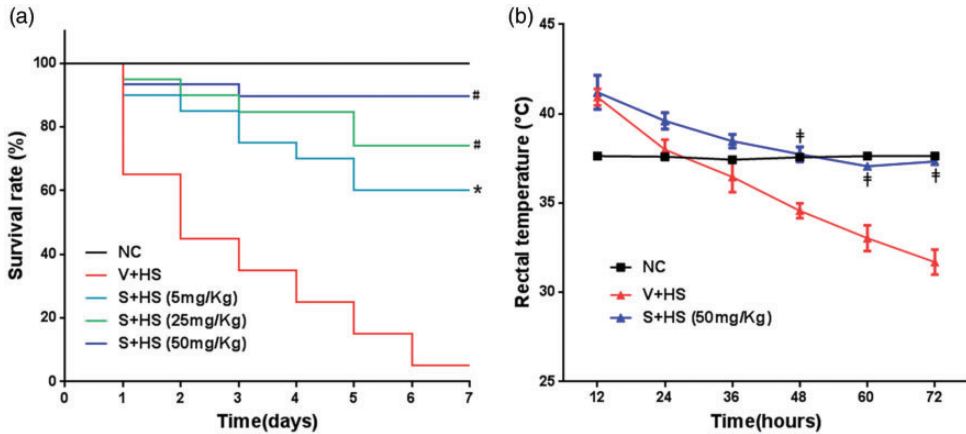 (a)
Survival rate (%)
100
80
60
40
20
0
#
#
*
NC
V+HS
S+HS (5mg/Kg)
S+HS (25mg/Kg)
S+HS (50mg/Kg)
0 1 2 3 4 5 6 7
Time(days)
(b)
Rectal temperature (°C)
45
40
35
30
25
ǂ
ǂ
ǂ
NC
V+HS
S+HS (50mg/Kg)
12 24 36 48 60 72
Time(hours)